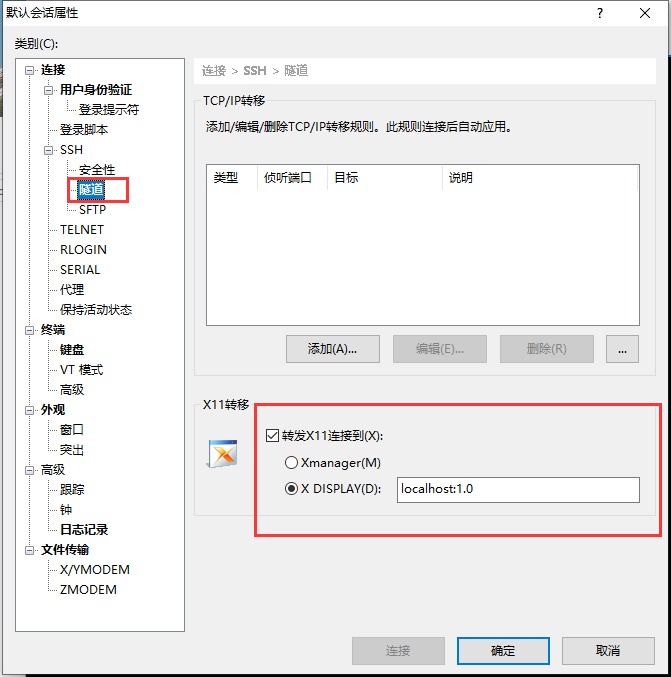 默认会话属性
?
类别(C):
连接
用户身份验证
登录提示符
登录脚本
SSH
安全性
隧道
SFTP
TELNET
RLOGIN
SERIAL
代理
保持活动状态
终端
键盘
VT 模式
高级
外观
窗口
突出
高级
跟踪
钟
日志记录
文件传输
X/YMODEM
ZMODEM
连接 > SSH > 隧道
TCP/IP转移
添加/编辑/删除TCP/IP转移规则。此规则连接后自动应用。
类型 侦听端口 目标 说明
添加(A)... 编辑(E)... 删除(R) ...
X11转移
转发X11连接到(X):
Xmanager(M)
X DISPLAY(D): localhost:1.0
连接 确定 取消